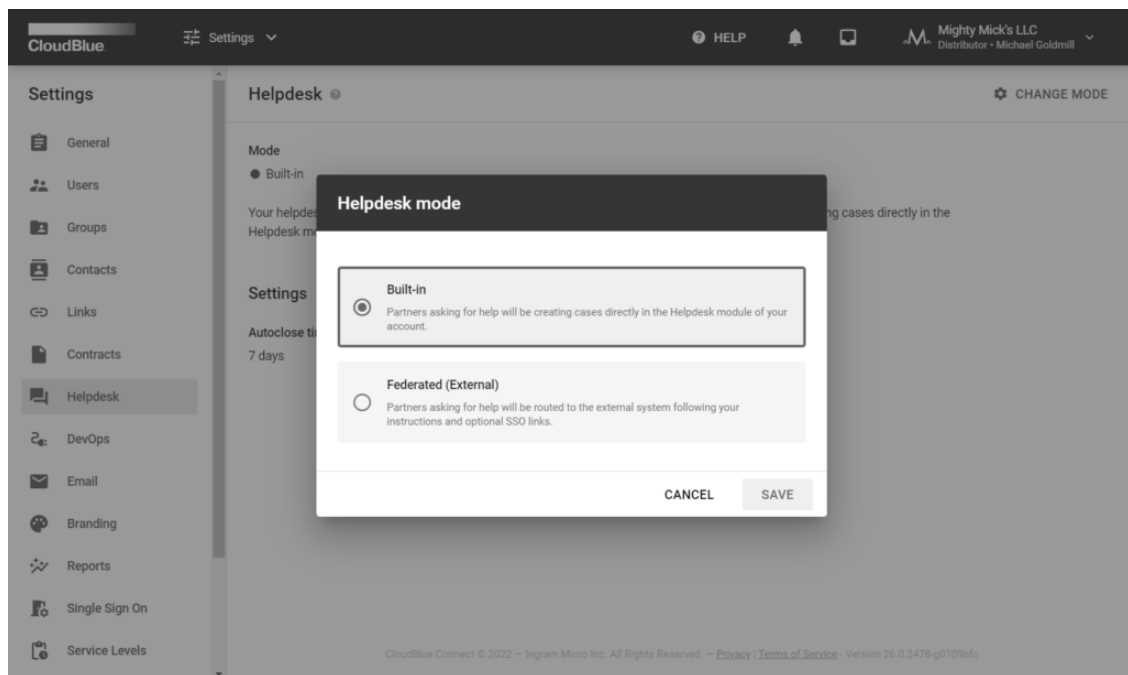 CloudBlue
Settings
HELP
Mighty Mick's LLC
Distributor • Michael Goldmill
Settings
General
Users
Groups
Contacts
Links
Contracts
Helpdesk
DevOps
Email
Branding
Reports
Single Sign On
Service Levels
Helpdesk
CHANGE MODE
Mode
Built-in
Your
ng cases directly in the
Helpdesk
Settings
Autoclose
7 days
Helpdesk mode
Built-in
Partners asking for help will be creating cases directly in the Helpdesk module of your
account.
Federated (External)
Partners asking for help will be routed to the external system following your
instructions and optional SSO links.
CANCEL
SAVE
CloudBlue Connect © 2022 — Ingram Micro Inc. All Rights Reserved. — Privacy | Terms of Service - Version 26.0.2478-g0109bfc